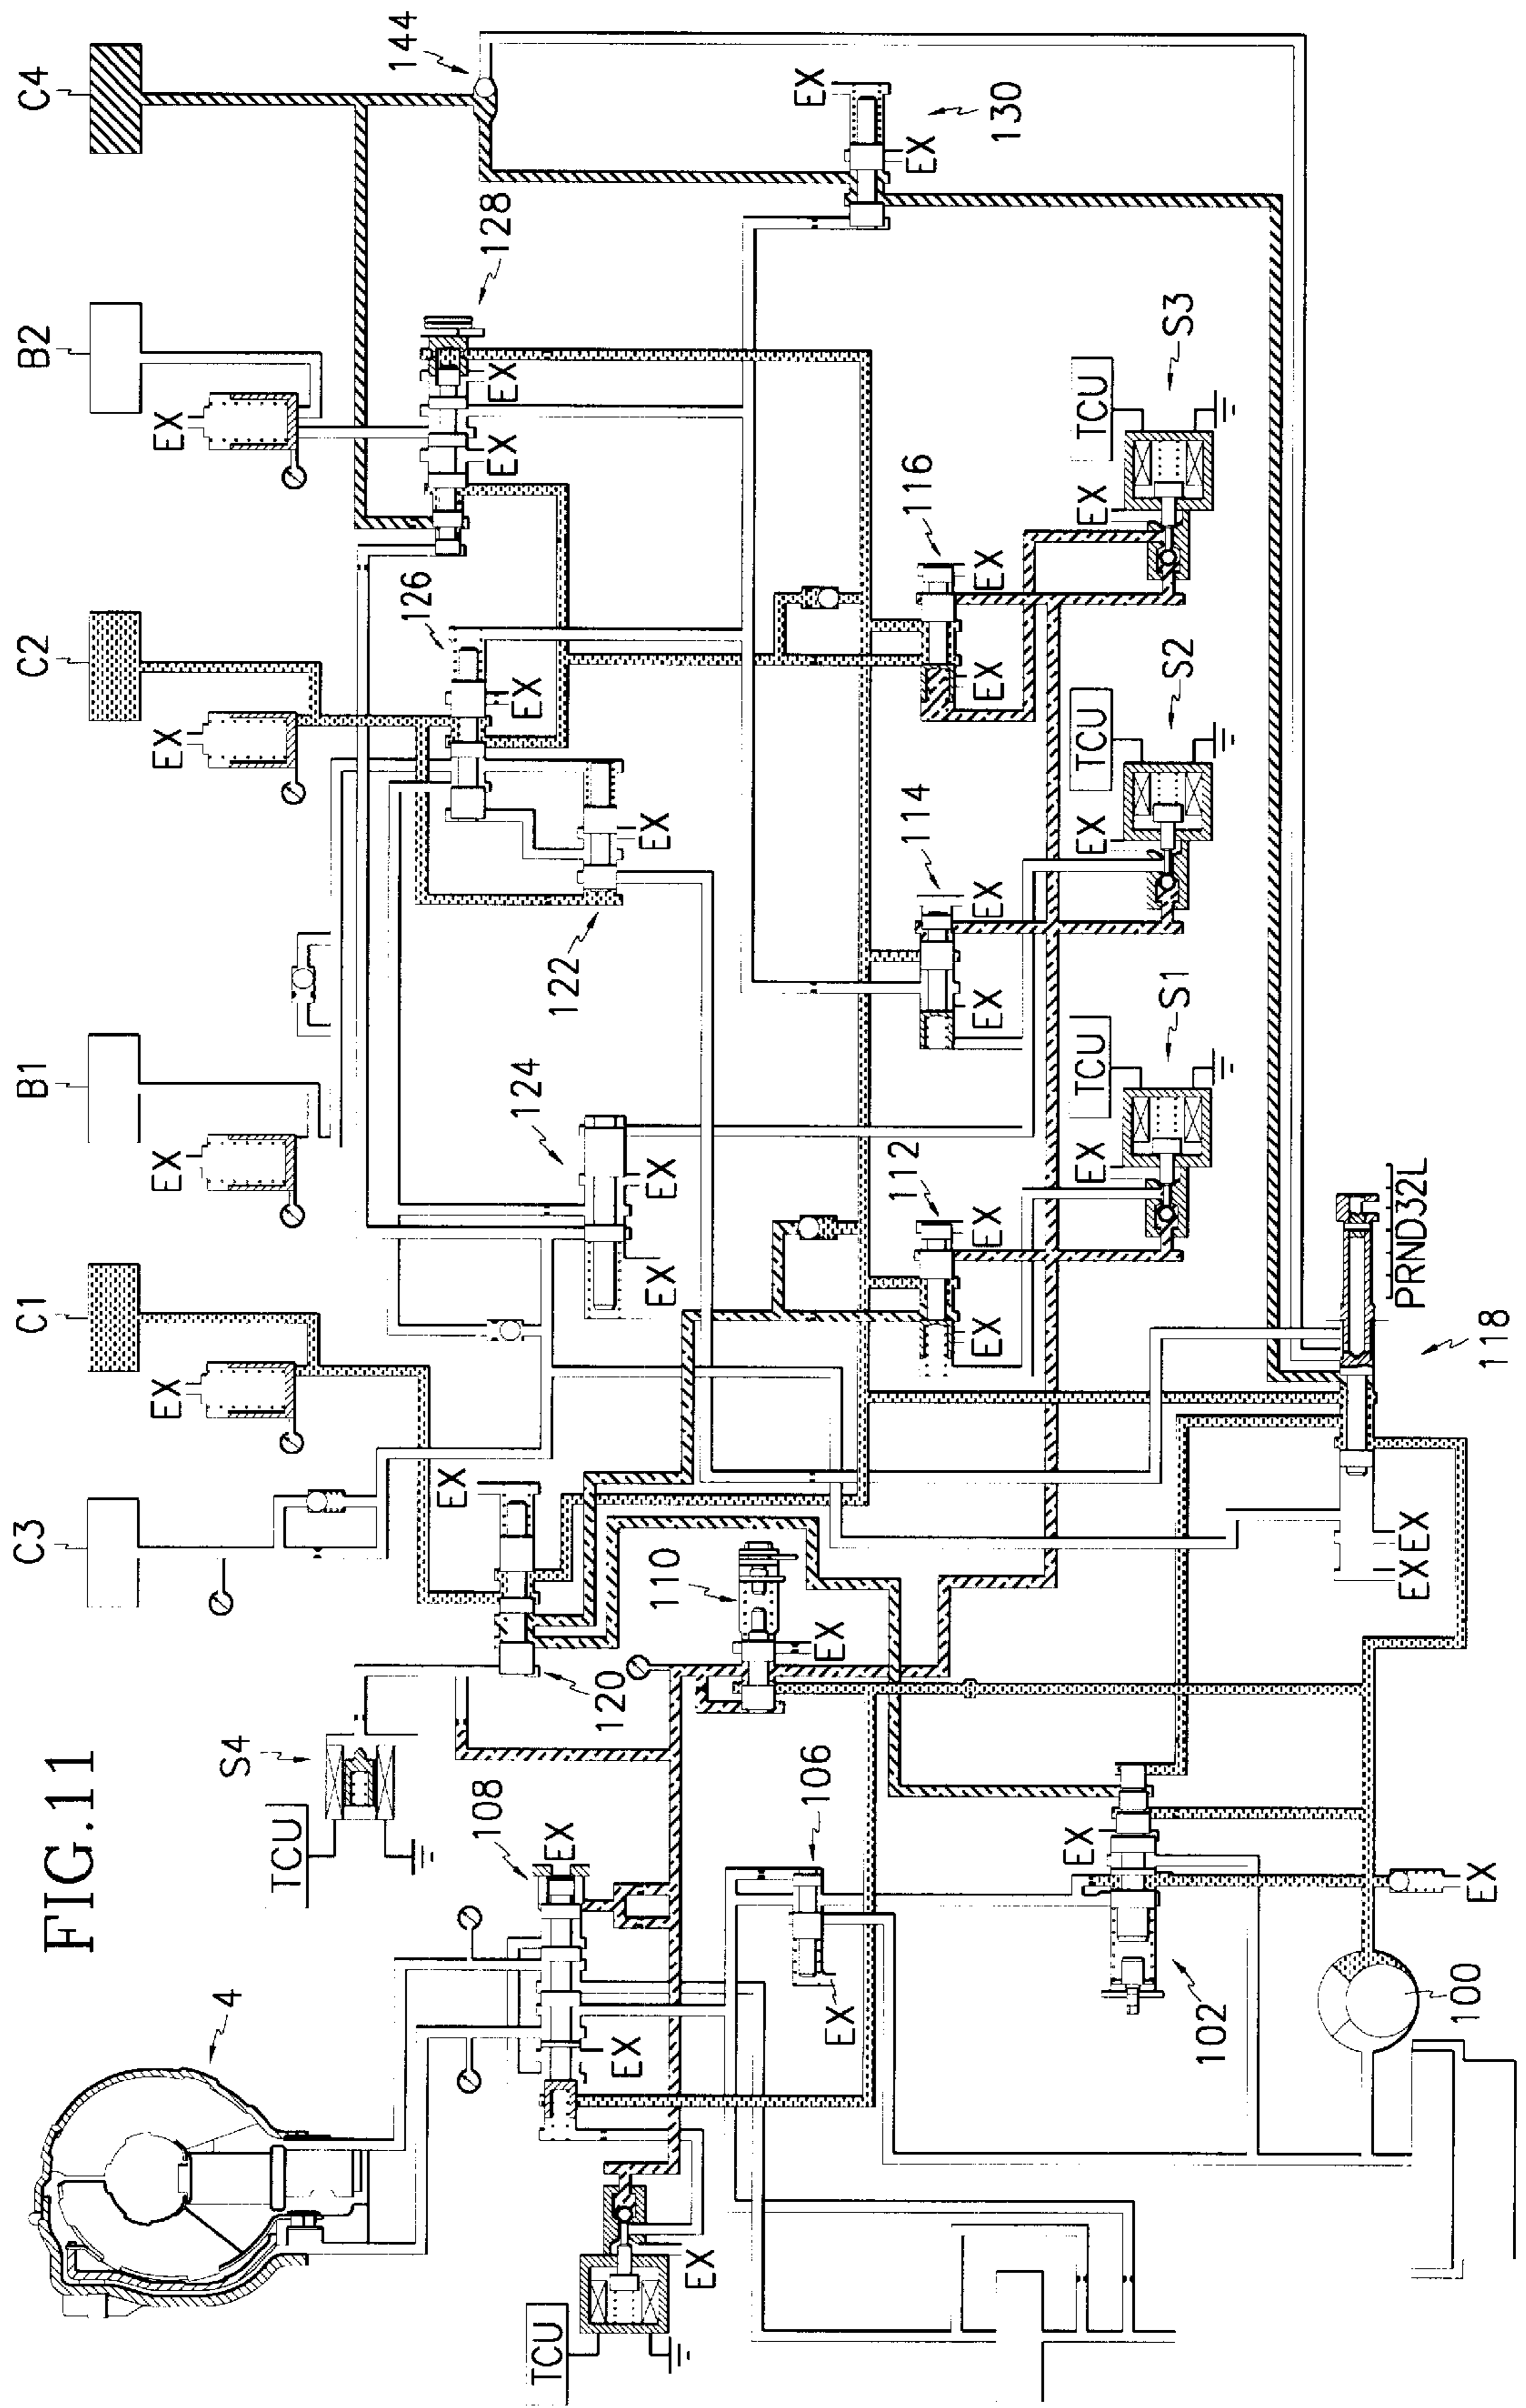 FIG.11
C3
C1
B1
C2
B2
C4
4
TCU
S4
EX
EX
EX
EX
144
EX
128
EX
EX
126
EX
122
EX
124
EX
EX
EX
120
110
EX
108
EX
EX
TCU
EX
106
EX
EX
EX
130
116
EX
EX
114
EX
EX
112
EX
EX
TCU
EX
S3
TCU
EX
S2
TCU
EX
S1
PRND32L
118
EX
EX
EX
102
EX
100